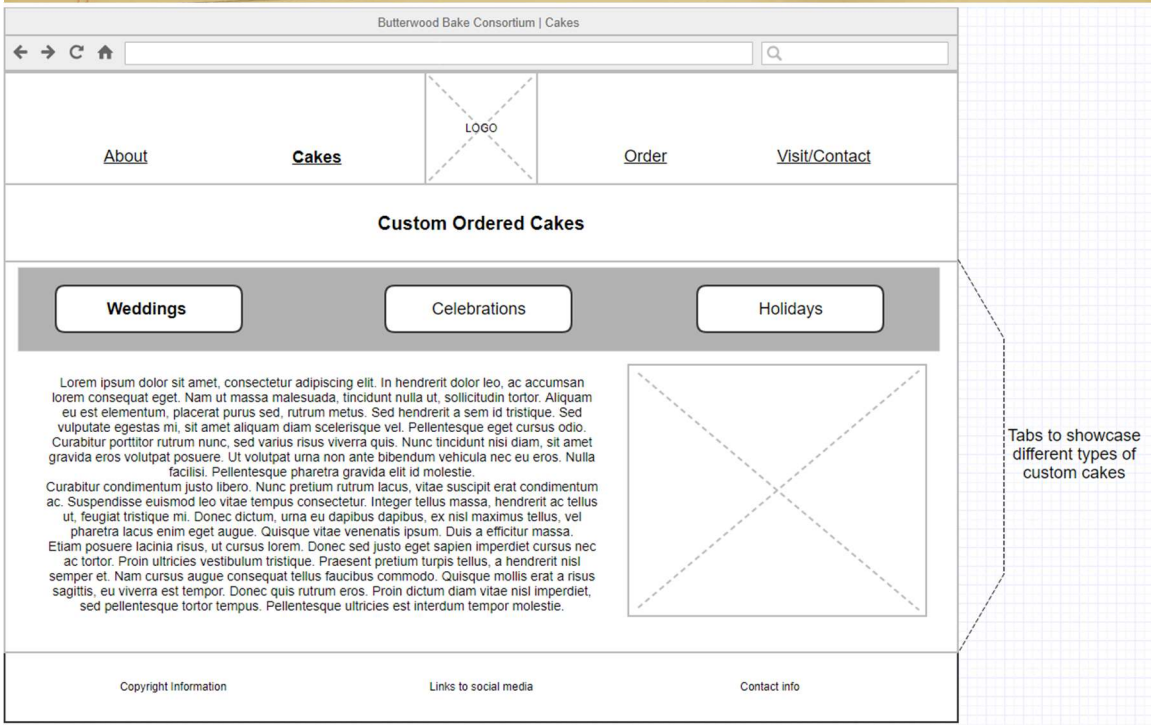 Butterwood Bake Consortium | Cakes
LOGO
About Cakes Order Visit/Contact
Custom Ordered Cakes
Weddings Celebrations Holidays
Lorem ipsum dolor sit amet, consectetur adipiscing elit. In hendrerit dolor leo, ac accumsan
lorem consequat eget. Nam ut massa malesuada, tincidunt nulla ut, sollicitudin tortor. Aliquam
eu est elementum, placerat purus sed, rutrum metus. Sed hendrerit a sem id tristique. Sed
vulputate egestas mi, sit amet aliquam diam scelerisque vel. Pellentesque eget cursus odio.
Curabitur porttitor rutrum nunc, sed varius risus viverra quis. Nunc tincidunt nisi diam, sit amet
gravida eros volutpat posuere. Ut volutpat urna non ante bibendum vehicula nec eu eros. Nulla
facilisi. Pellentesque pharetra gravida elit id molestie.
Curabitur condimentum justo libero. Nunc pretium rutrum lacus, vitae suscipit erat condimentum
ac. Suspendisse euismod leo vitae tempus consectetur. Integer tellus massa, hendrerit ac tellus
ut, feugiat tristique mi. Donec dictum, urna eu dapibus dapibus, ex nisl maximus tellus, vel
pharetra lacus enim eget augue. Quisque vitae venenatis ipsum. Duis a efficitur massa.
Etiam posuere lacinia risus, ut cursus lorem. Donec sed justo eget sapien imperdiet cursus nec
ac tortor. Proin ultricies vestibulum tristique. Praesent pretium turpis tellus, a hendrerit nisl
semper et. Nam cursus augue consequat tellus faucibus commodo. Quisque mollis erat a risus
sagittis, eu viverra est tempor. Donec quis rutrum eros. Proin dictum diam vitae nisl imperdiet,
sed pellentesque tortor tempus. Pellentesque ultricies est interdum tempor molestie.
Tabs to showcase
different types of
custom cakes
Copyright Information Links to social media Contact info